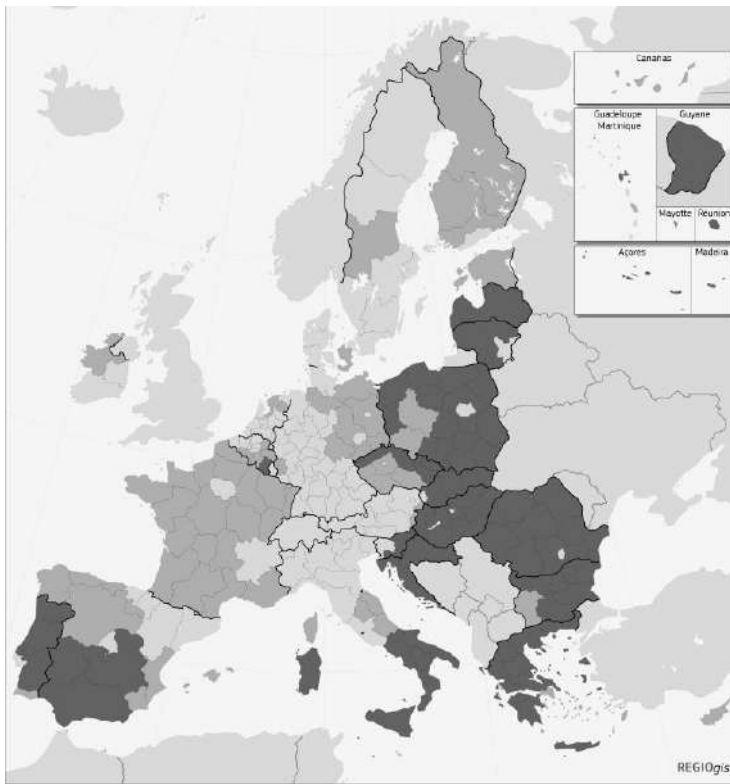 Canarias
Guadeloupe
Martinique
Guyane
Mayotte
Réunion
Açores
Madeira
REGIOgis